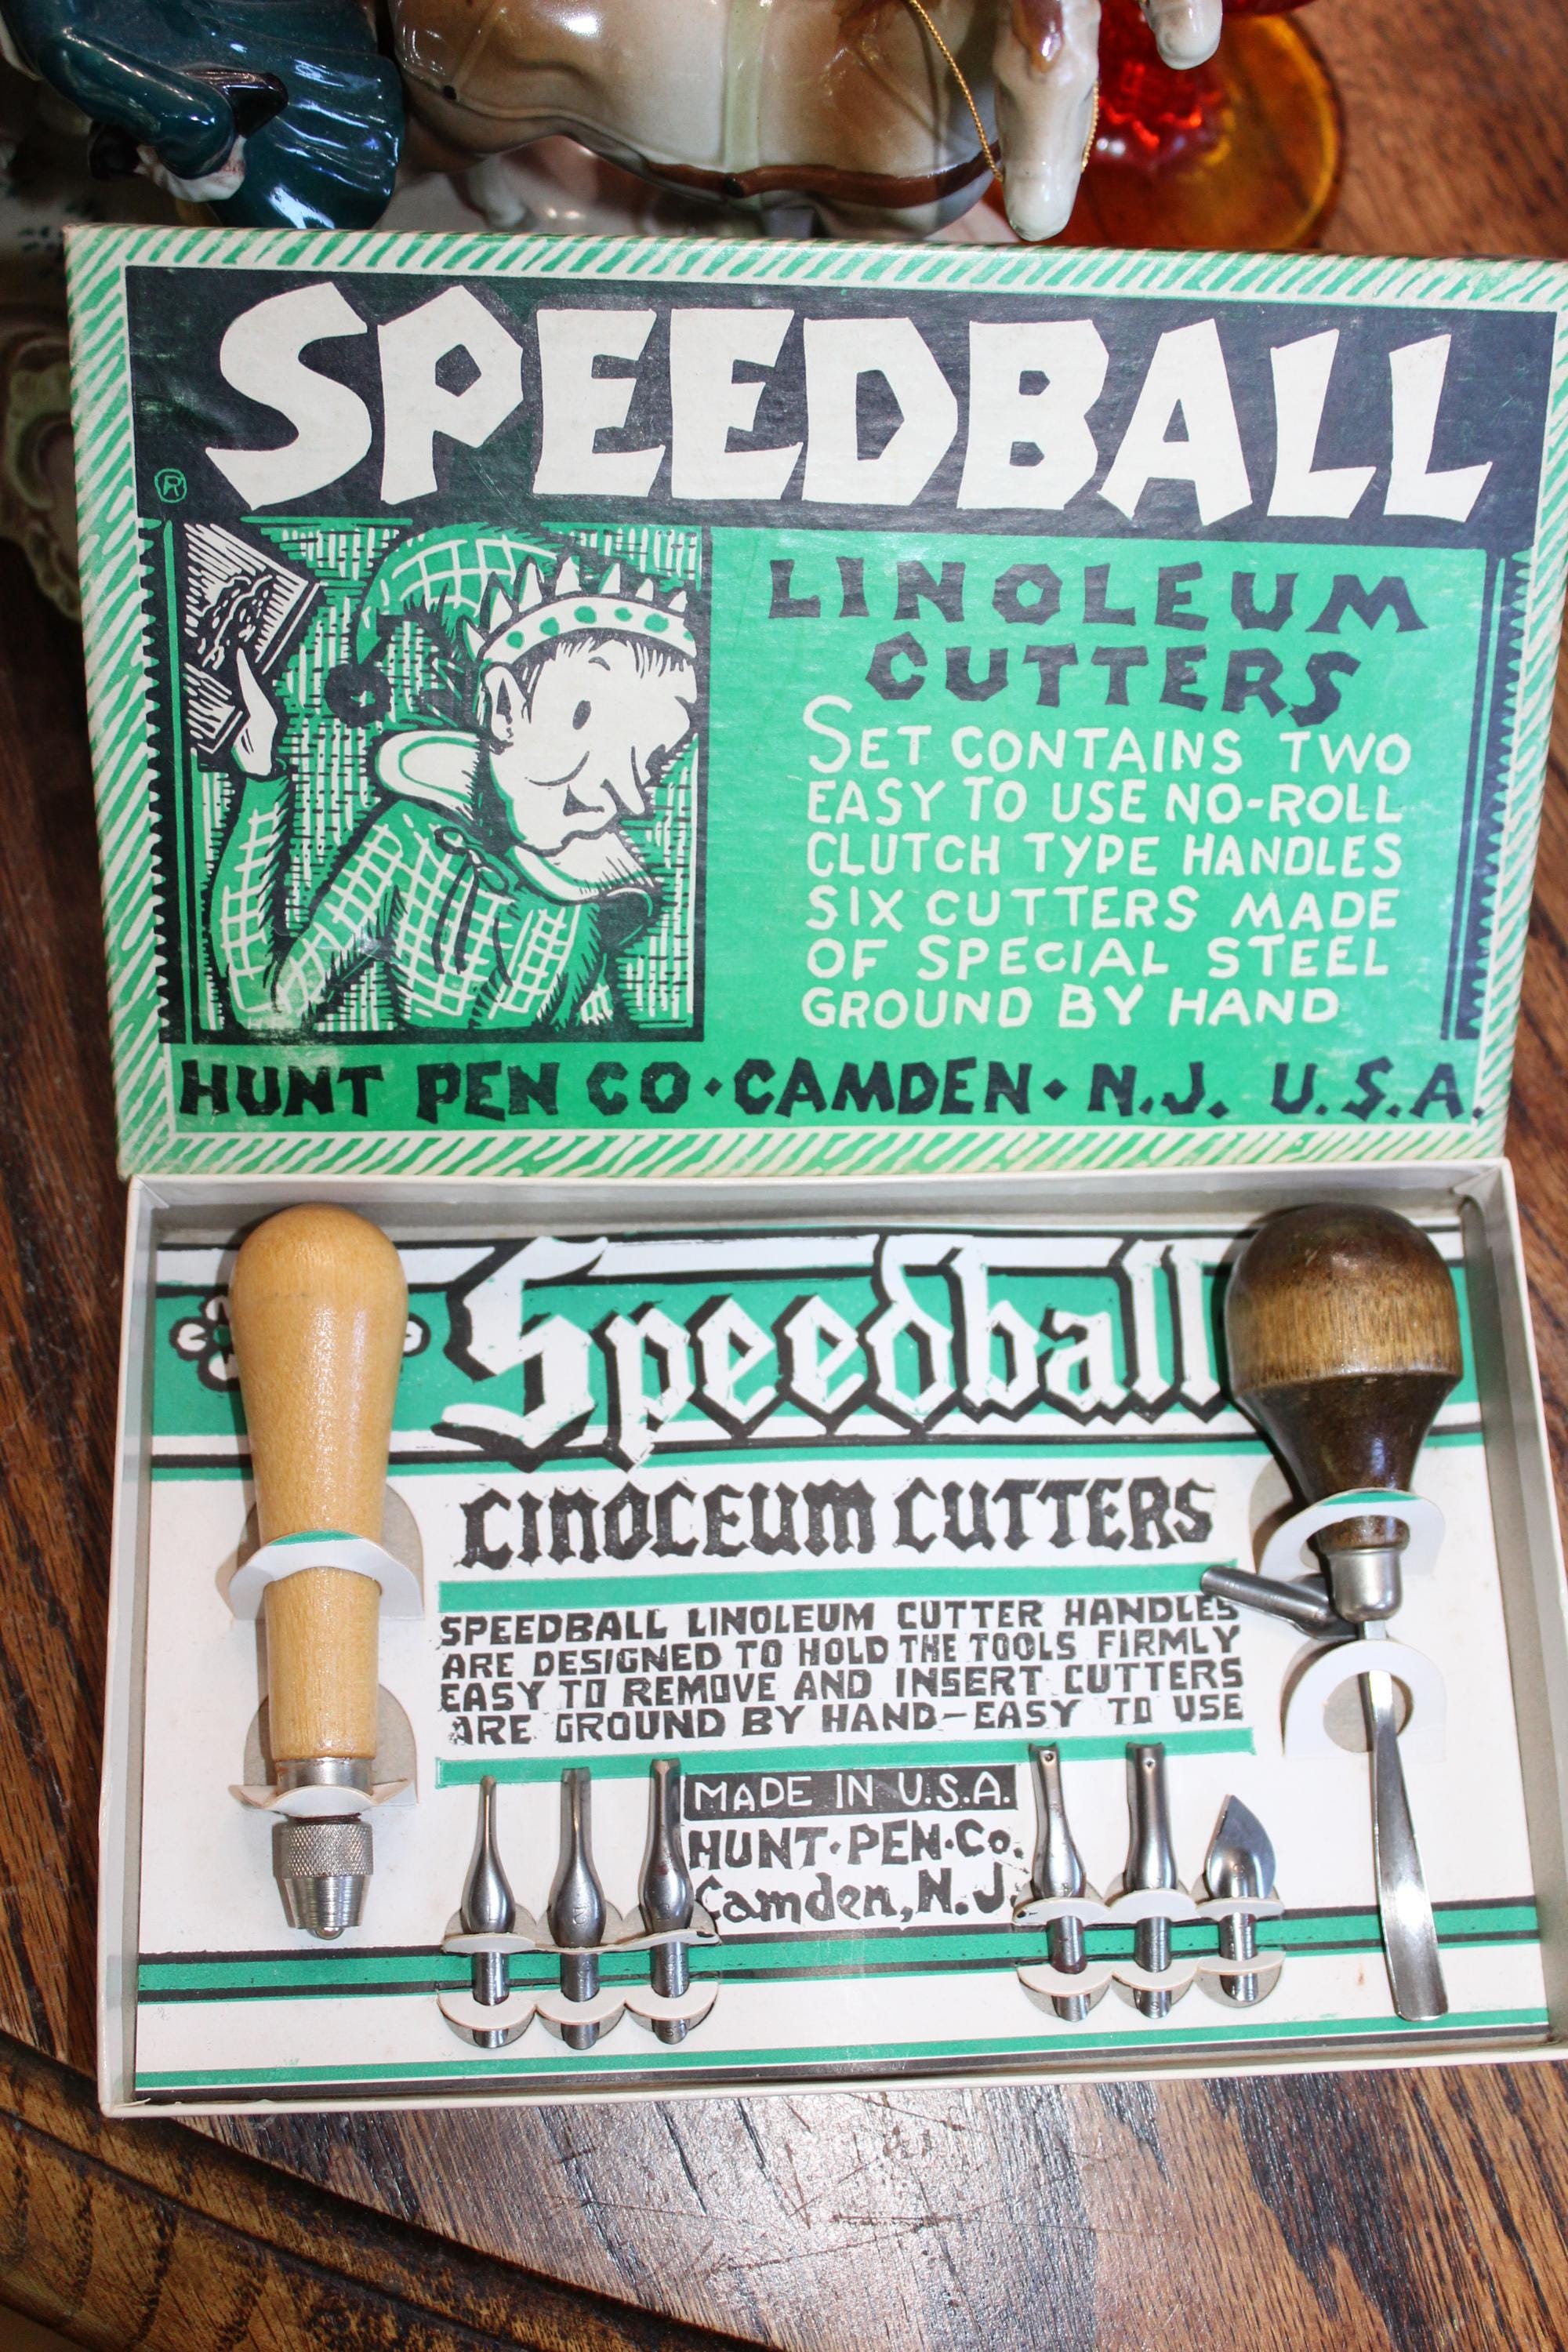 SPEEDBALL
®
LINOLEUM
CUTTERS
SET CONTAINS TWO
EASY TO USE NO-ROLL
CLUTCH TYPE HANDLES
SIX CUTTERS MADE
OF SPECIAL STEEL
GROUND BY HAND
HUNT PEN CO·CAMDEN·N.J. U.S.A.
Speedball
LINOLEUM CUTTERS
SPEEDBALL LINOLEUM CUTTER HANDLES
ARE DESIGNED TO HOLD THE TOOLS FIRMLY
EASY TO REMOVE AND INSERT CUTTERS
ARE GROUND BY HAND—EASY TO USE
MADE IN U.S.A.
HUNT·PEN·Co.
Camden, N.J.